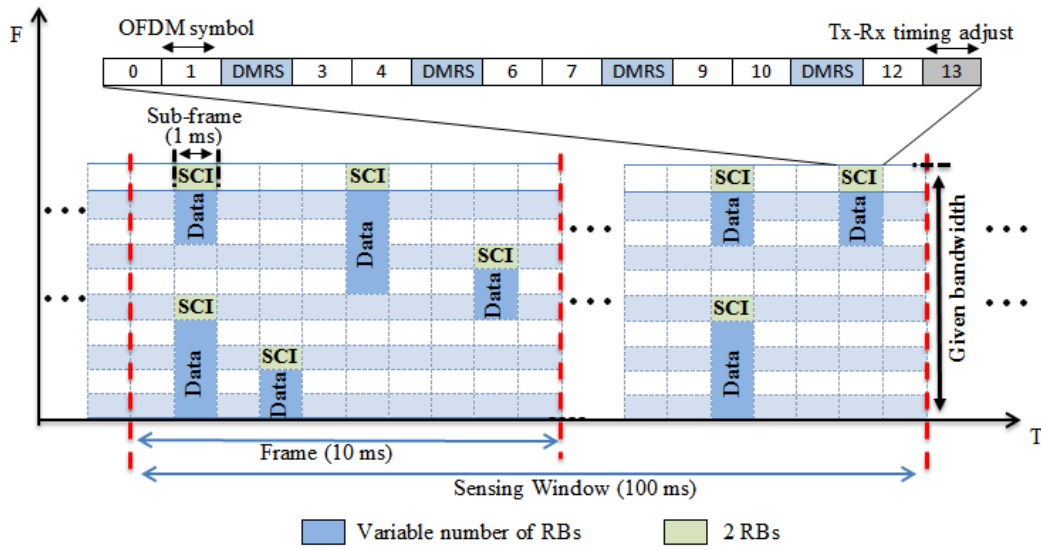 F
OFDM symbol
Tx-Rx timing adjust
0 1 DMRS 3 4 DMRS 6 7 DMRS 9 10 DMRS 12 13
Sub-frame
(1 ms)
SCI SCI SCI SCI
Data Data Data Data
SCI
Data
SCI SCI
Data Data
SCI
Data
Given bandwidth
T
Frame (10 ms)
Sensing Window (100 ms)
Variable number of RBs
2 RBs